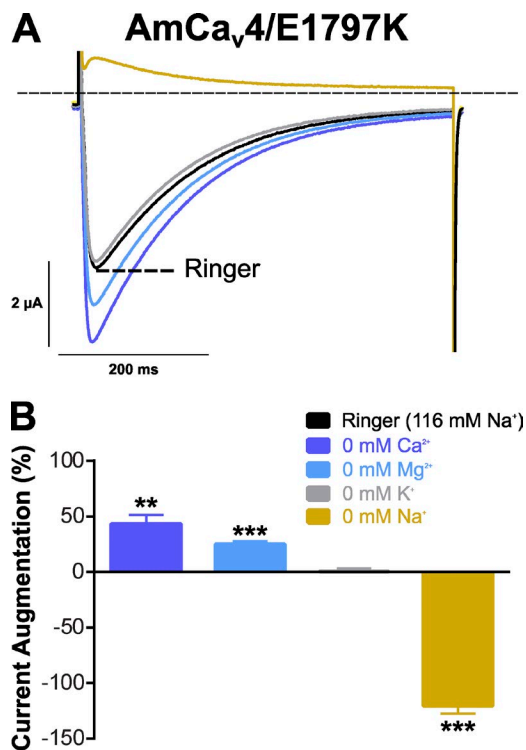 A AmCaᵥ4/E1797K
Ringer
2 µA
200 ms
B
Ringer (116 mM Na⁺)
0 mM Ca²⁺
0 mM Mg²⁺
0 mM K⁺
0 mM Na⁺
Current Augmentation (%)
100
50
0
-50
-100
-150
**
***
***